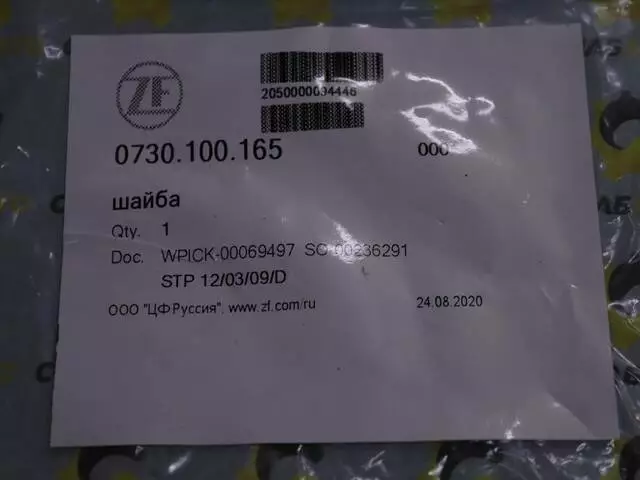 ZF
2050000094446
0730.100.165 000
шайба
Qty. 1
Doc. WPICK-00069497 SO-00236291
STP 12/03/09/D
ООО "ЦФ Руссия", www.zf.com/ru 24.08.2020